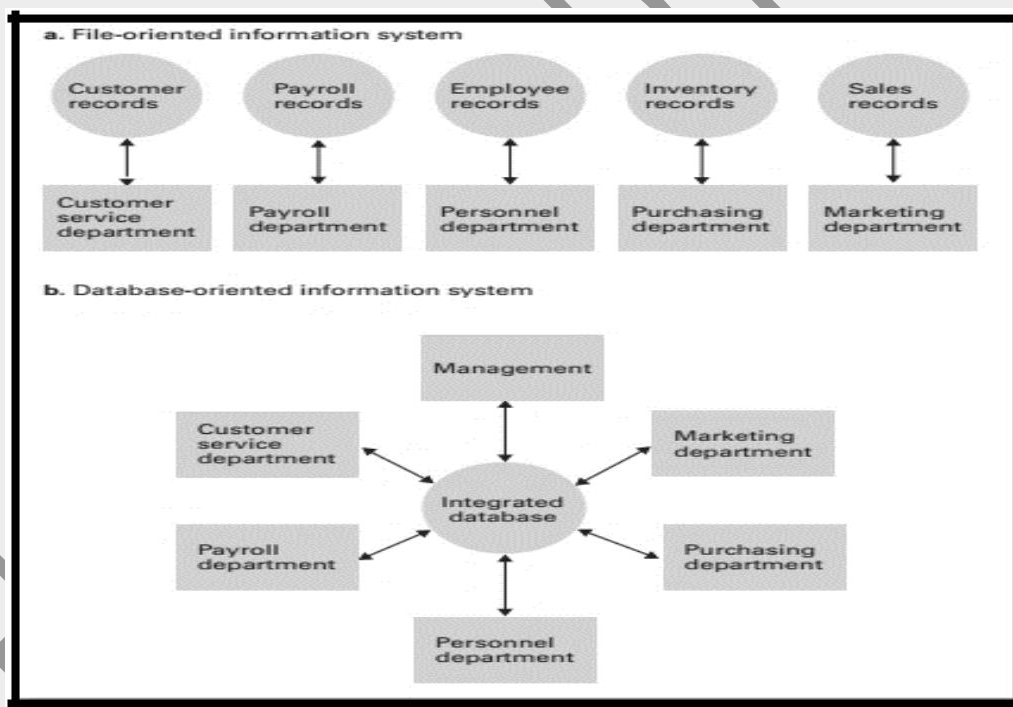 a. File-oriented information system
Customer
records
Payroll
records
Employee
records
Inventory
records
Sales
records
Customer
service
department
Payroll
department
Personnel
department
Purchasing
department
Marketing
department
b. Database-oriented information system
Management
Customer
service
department
Marketing
department
Integrated
database
Payroll
department
Purchasing
department
Personnel
department